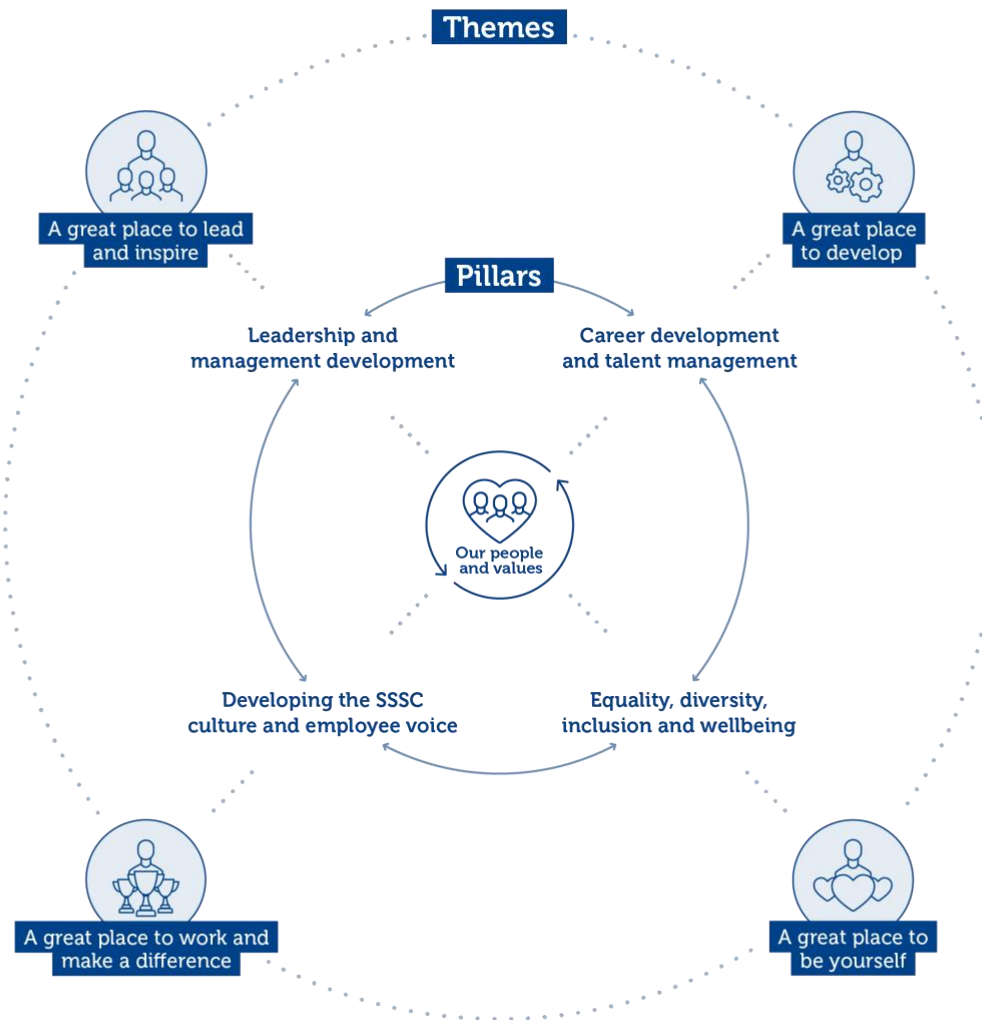 Themes
A great place to lead
and inspire
A great place
to develop
Pillars
Leadership and
management development
Career development
and talent management
Our people
and values
Developing the SSSC
culture and employee voice
Equality, diversity,
inclusion and wellbeing
A great place to work and
make a difference
A great place to
be yourself